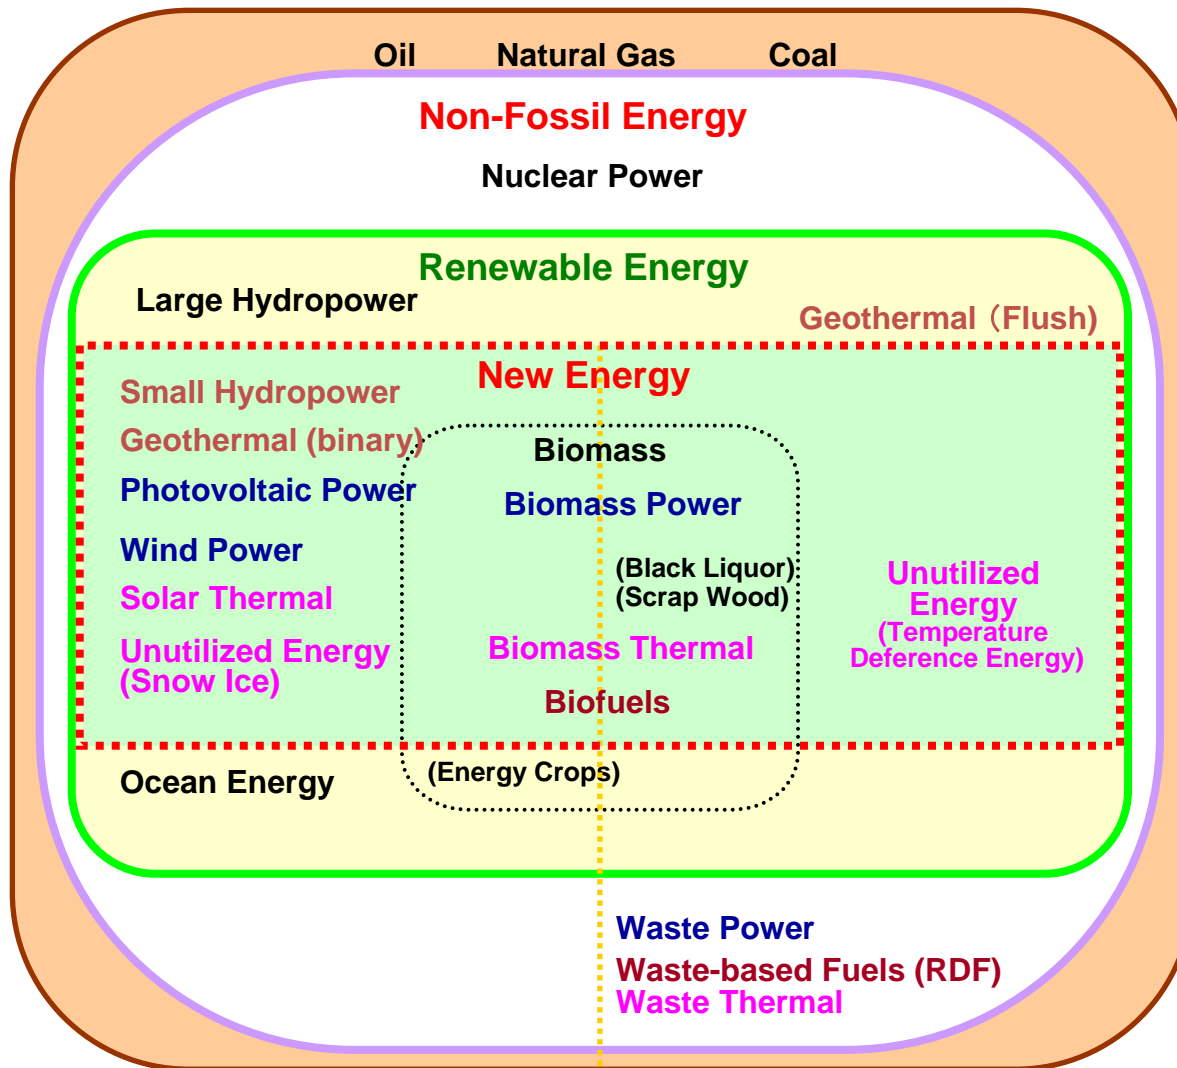 Oil Natural Gas Coal
Non-Fossil Energy
Nuclear Power
Renewable Energy
Large Hydropower
Geothermal （Flush)
New Energy
Small Hydropower
Geothermal (binary)
Biomass
Photovoltaic Power
Biomass Power
Wind Power
(Black Liquor)
(Scrap Wood)
Solar Thermal
Unutilized
Energy
(Temperature
Deference Energy)
Unutilized Energy
(Snow Ice)
Biomass Thermal
Biofuels
Ocean Energy
(Energy Crops)
Waste Power
Waste-based Fuels (RDF)
Waste Thermal